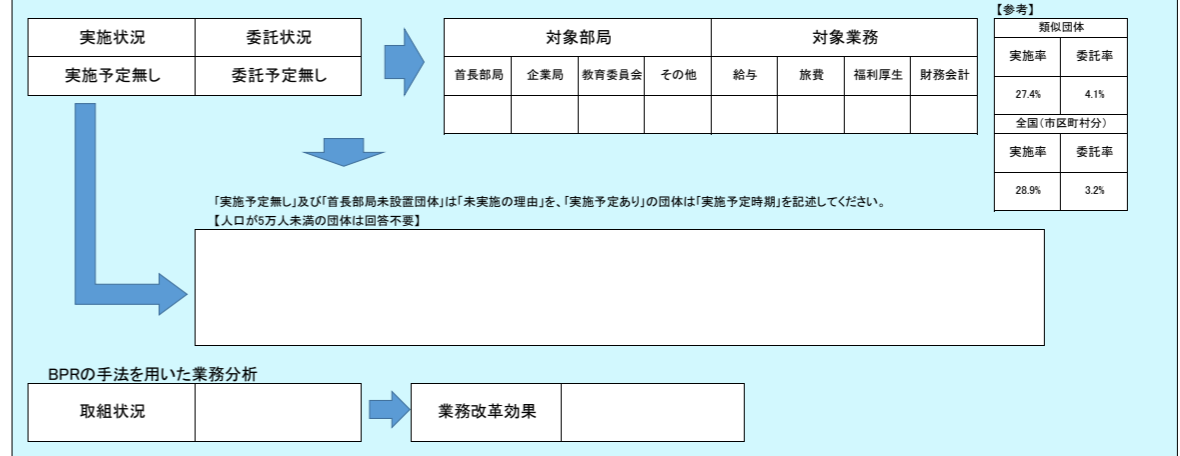 【参考】
実施状況 委託状況
実施予定無し 委託予定無し
対象部局 対象業務
首長部局 企業局 教育委員会 その他 給与 旅費 福利厚生 財務会計
類似団体
実施率 委託率
27.4% 4.1%
全国(市区町村分)
実施率 委託率
28.9% 3.2%
「実施予定無し」及び「首長部局未設置団体」は「未実施の理由」を、「実施予定あり」の団体は「実施予定時期」を記述してください。
【人口が5万人未満の団体は回答不要】
BPRの手法を用いた業務分析
取組状況
業務改革効果